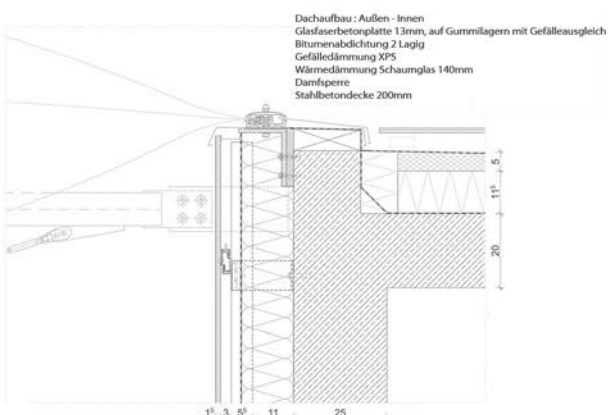 Dachaufbau : Außen - Innen
Glasfaserbetonplatte 13mm, auf Gummilagern mit Gefälleausgleich
Bitumenabdichtung 2 Lagig
Gefälledämmung XPS
Wärmedämmung Schaumglas 140mm
Damfsperre
Stahlbetondecke 200mm
5
11⁵
20
1⁵ 3 5⁵ 11 25